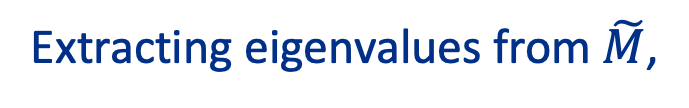 Extracting eigenvalues from M̃,